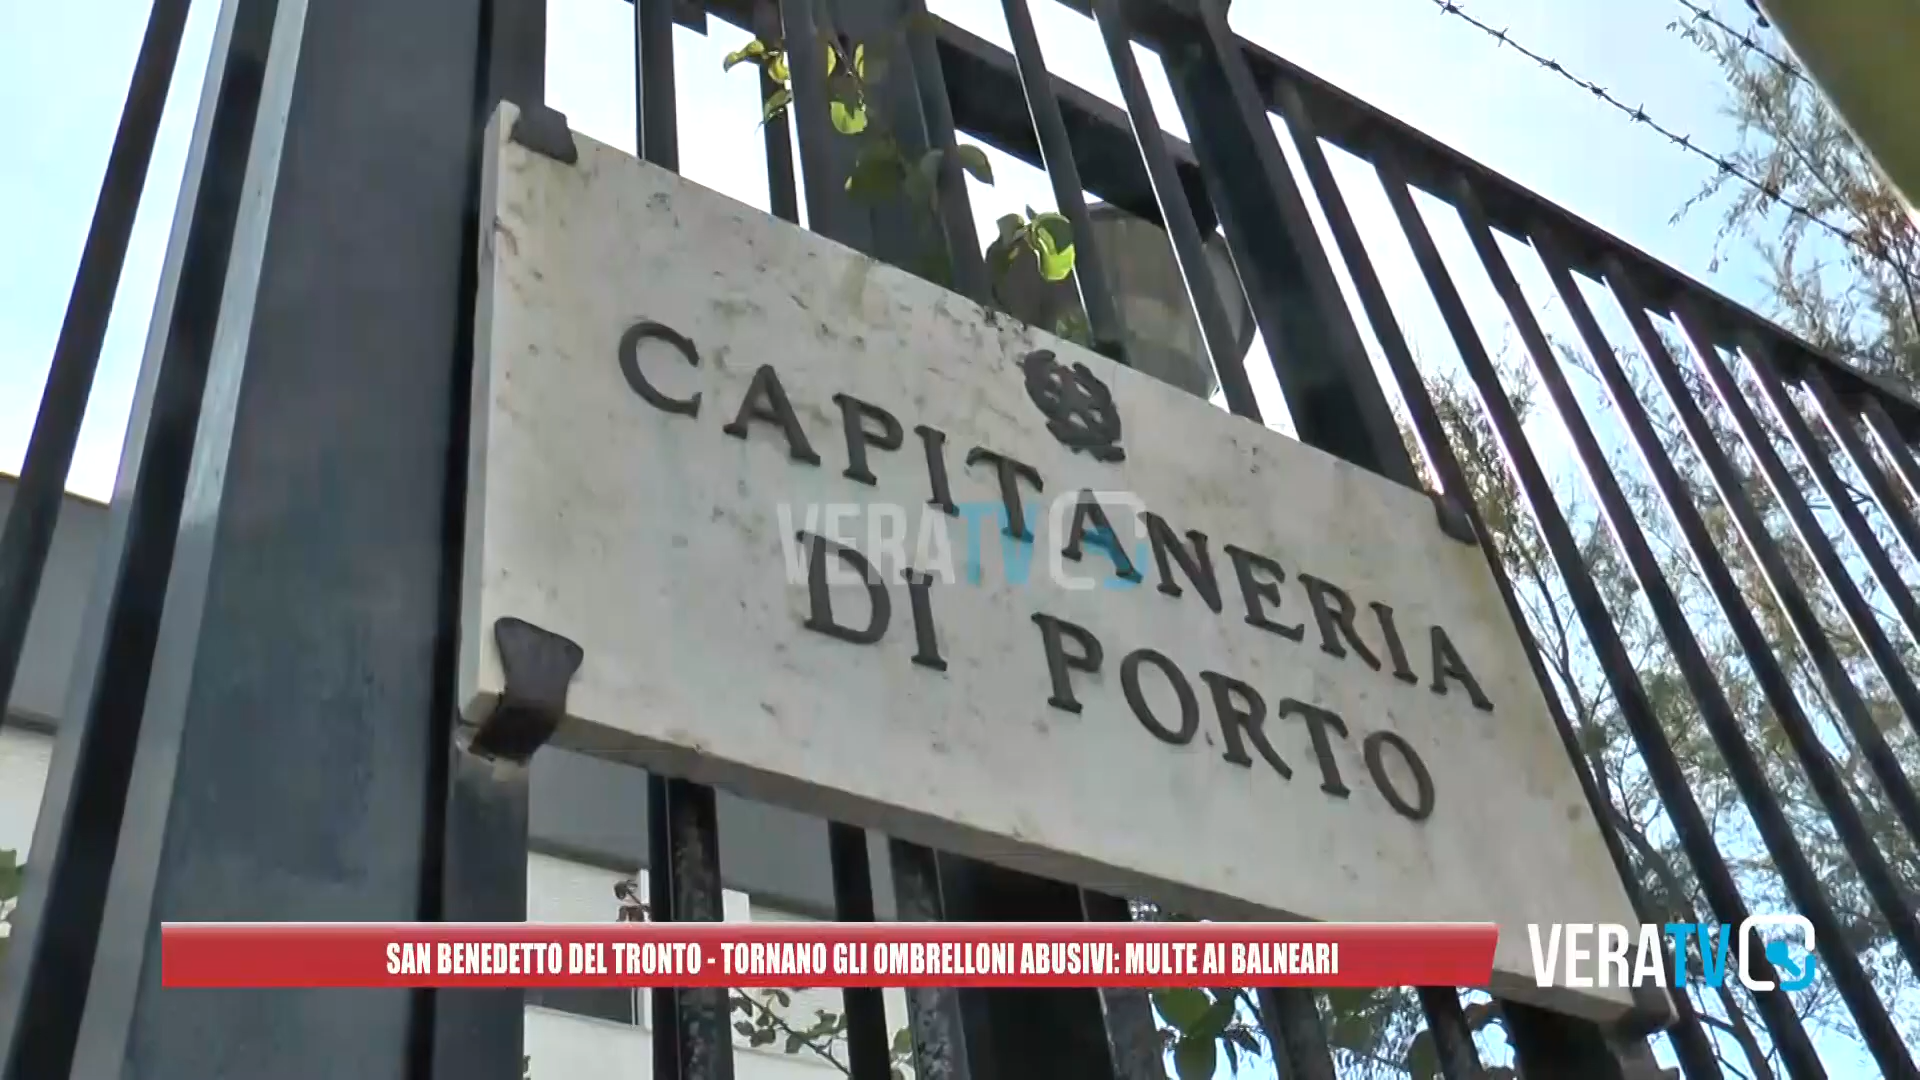 CAPITANERIA
DI PORTO
VERATV
SAN BENEDETTO DEL TRONTO - TORNANO GLI OMBRELLONI ABUSIVI: MULTE AI BALNEARI
VERATV